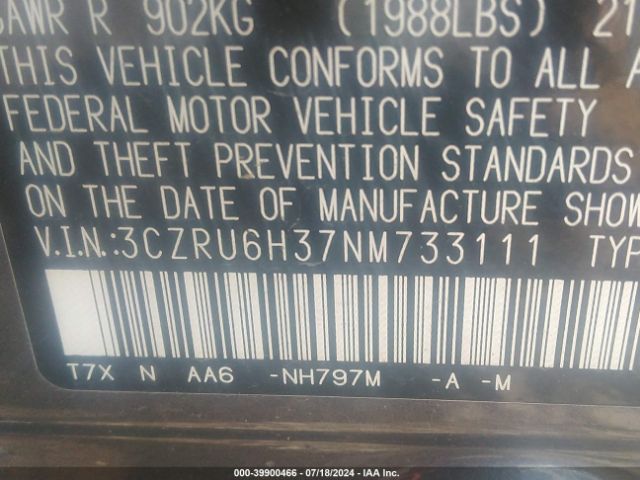 GAWR R 902KG (1988LBS) 21
THIS VEHICLE CONFORMS TO ALL A
FEDERAL MOTOR VEHICLE SAFETY
AND THEFT PREVENTION STANDARDS
ON THE DATE OF MANUFACTURE SHOW
V.I.N.:3CZRU6H37NM733111 TYP
T7X N AA6 -NH797M -A -M
000-39900466 - 07/18/2024 - IAA Inc.